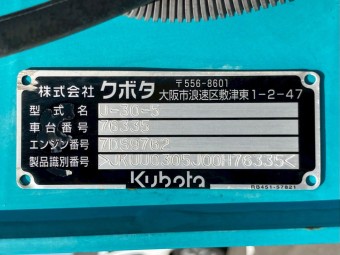 株式会社クボタ 〒556-8601
大阪市浪速区敷津東1-2-47
型式名 U-30-5
車台番号 76335
エンジン番号 7DS9762
製品識別番号
Kubota
RB451-57821